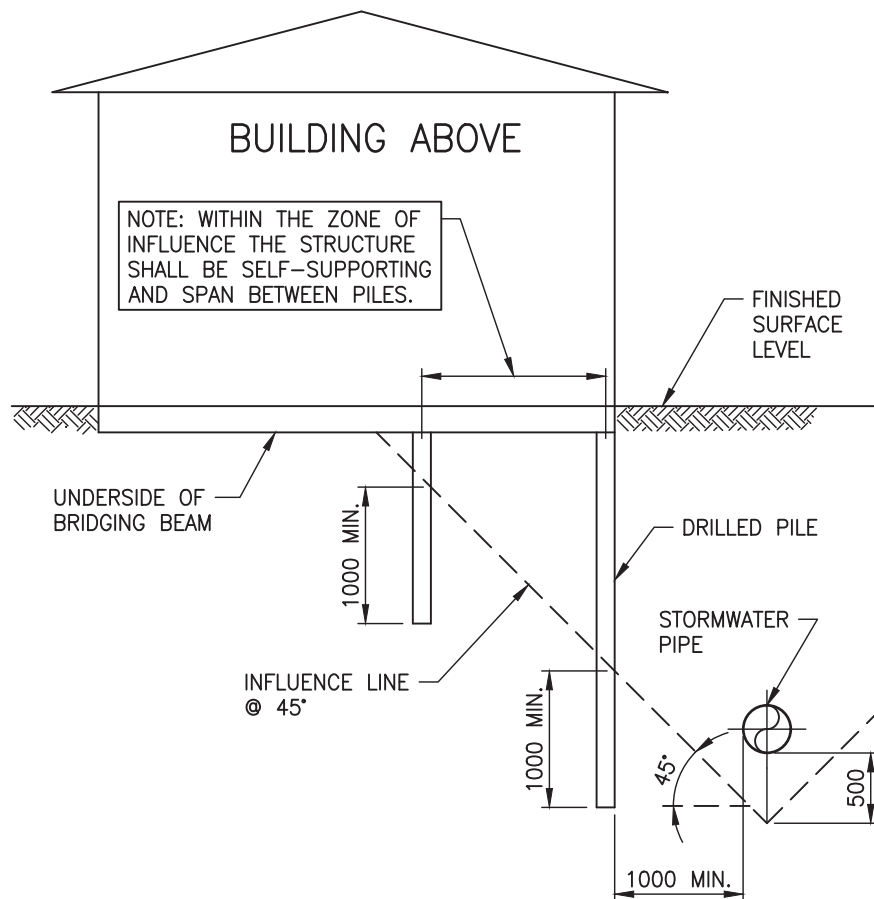 BUILDING ABOVE
NOTE: WITHIN THE ZONE OF
INFLUENCE THE STRUCTURE
SHALL BE SELF-SUPPORTING
AND SPAN BETWEEN PILES.
FINISHED
SURFACE
LEVEL
UNDERSIDE OF
BRIDGING BEAM
1000 MIN.
DRILLED PILE
STORMWATER
PIPE
INFLUENCE LINE
@ 45°
1000 MIN.
45°
500
1000 MIN.